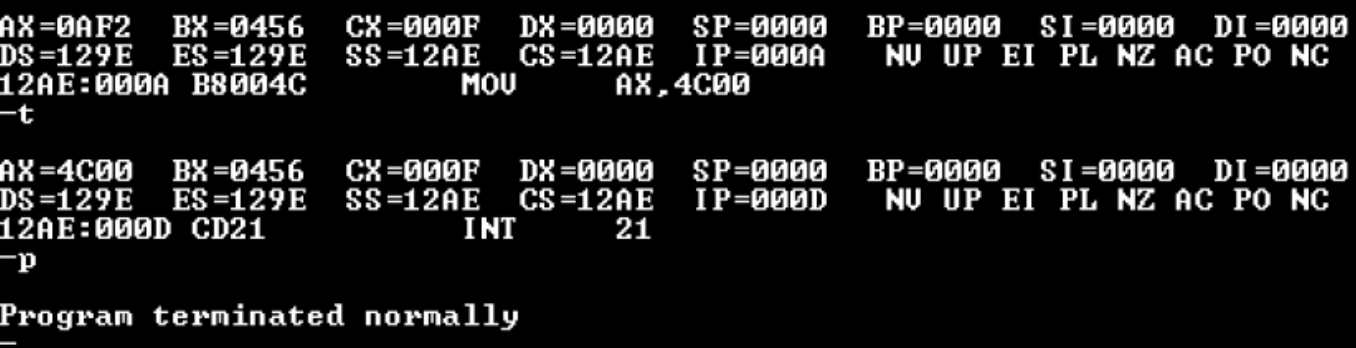 AX=0AF2  BX=0456  CX=000F  DX=0000  SP=0000  BP=0000  SI=0000  DI=0000
DS=129E  ES=129E  SS=12AE  CS=12AE  IP=000A   NV UP EI PL NZ AC PO NC
12AE:000A B8004C        MOV     AX,4C00
-t
AX=4C00  BX=0456  CX=000F  DX=0000  SP=0000  BP=0000  SI=0000  DI=0000
DS=129E  ES=129E  SS=12AE  CS=12AE  IP=000D   NV UP EI PL NZ AC PO NC
12AE:000D CD21          INT     21
-p
Program terminated normally
-